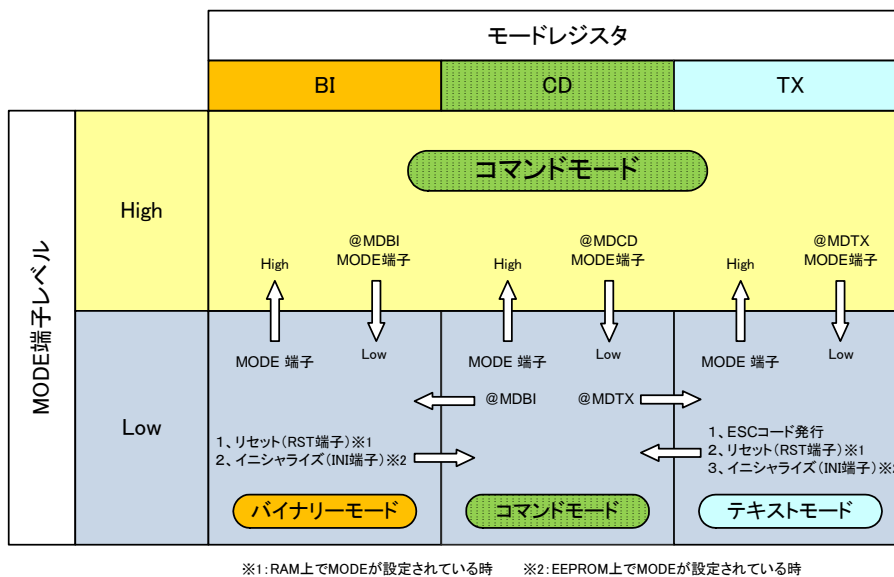 モードレジスタ
BI
CD
TX
MODE端子レベル
High
コマンドモード
High
@MDBI
MODE端子
High
@MDCD
MODE端子
High
@MDTX
MODE端子
MODE 端子
Low
MODE 端子
Low
MODE 端子
Low
Low
@MDBI
@MDTX
1、リセット(RST端子)※1
2、イニシャライズ(INI端子)※2
1、ESCコード発行
2、リセット(RST端子)※1
3、イニシャライズ(INI端子)※2
バイナリーモード
コマンドモード
テキストモード
※1:RAM上でMODEが設定されている時 ※2:EEPROM上でMODEが設定されている時